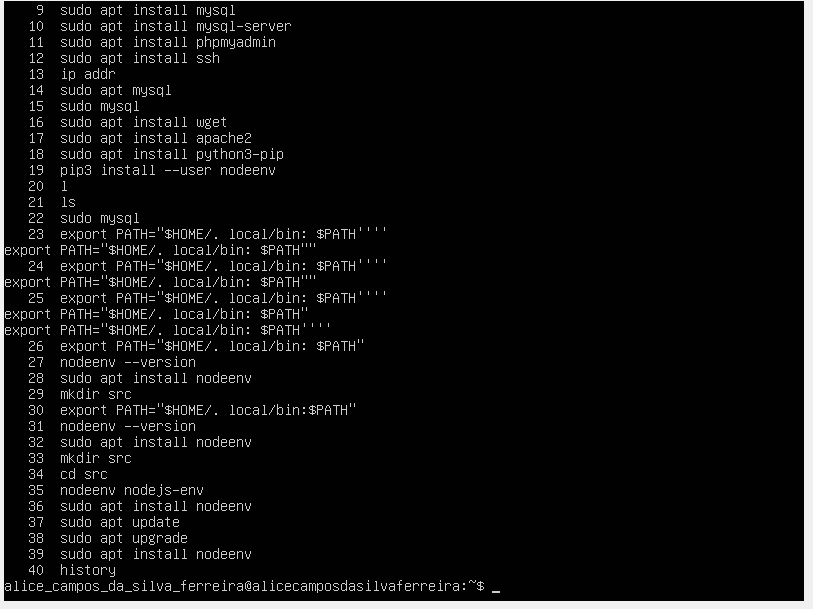 9 sudo apt install mysql
10 sudo apt install mysql-server
11 sudo apt install phpmyadmin
12 sudo apt install ssh
13 ip addr
14 sudo apt mysql
15 sudo mysql
16 sudo apt install wget
17 sudo apt install apache2
18 sudo apt install python3-pip
19 pip3 install --user nodeenv
20 l
21 ls
22 sudo mysql
23 export PATH="$HOME/. local/bin: $PATH''''
export PATH="$HOME/. local/bin: $PATH""
24 export PATH="$HOME/. local/bin: $PATH''''
export PATH="$HOME/. local/bin: $PATH""
25 export PATH="$HOME/. local/bin: $PATH''''
export PATH="$HOME/. local/bin: $PATH"
export PATH="$HOME/. local/bin: $PATH''''
26 export PATH="$HOME/. local/bin: $PATH"
27 nodeenv --version
28 sudo apt install nodeenv
29 mkdir src
30 export PATH="$HOME/. local/bin:$PATH"
31 nodeenv --version
32 sudo apt install nodeenv
33 mkdir src
34 cd src
35 nodeenv nodejs-env
36 sudo apt install nodeenv
37 sudo apt update
38 sudo apt upgrade
39 sudo apt install nodeenv
40 history
alice_campos_da_silva_ferreira@alicecamposdasilvaferreira:~$ _